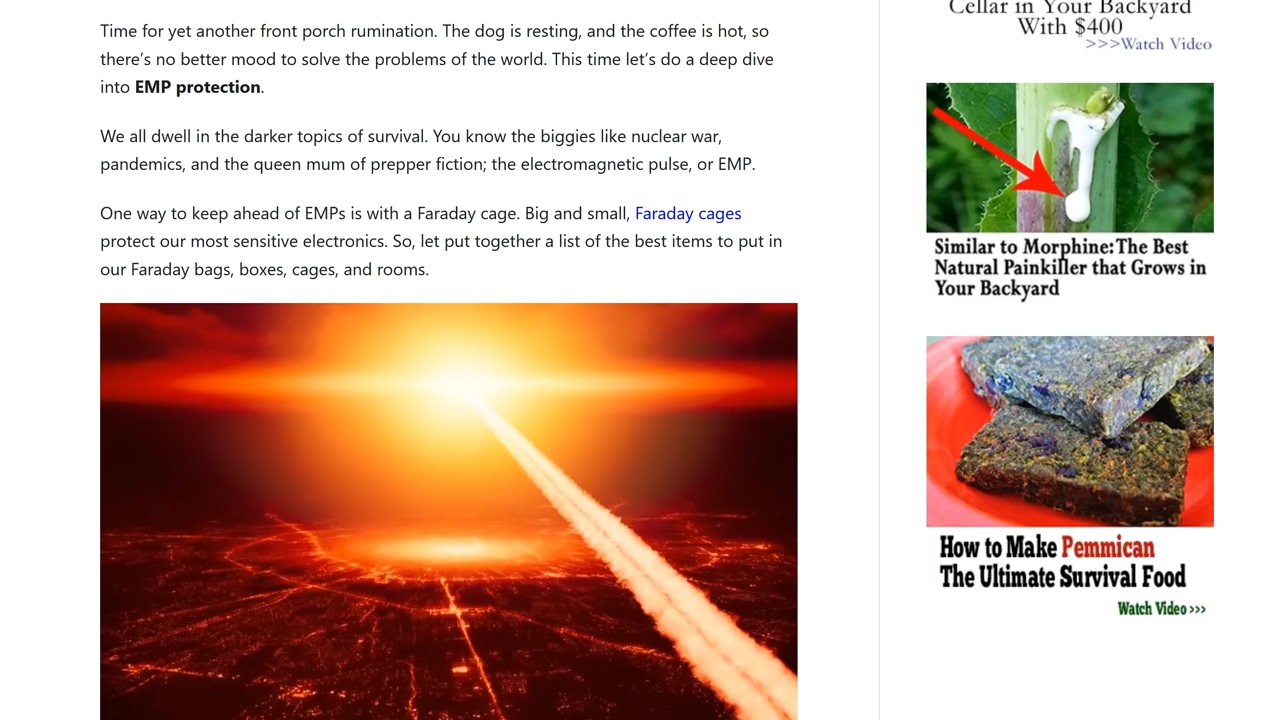 Time for yet another front porch rumination. The dog is resting, and the coffee is hot, so
there’s no better mood to solve the problems of the world. This time let’s do a deep dive
into EMP protection.
We all dwell in the darker topics of survival. You know the biggies like nuclear war,
pandemics, and the queen mum of prepper fiction; the electromagnetic pulse, or EMP.
One way to keep ahead of EMPs is with a Faraday cage. Big and small, Faraday cages
protect our most sensitive electronics. So, let put together a list of the best items to put in
our Faraday bags, boxes, cages, and rooms.
Cellar in Your Backyard
With $400
>>>Watch Video
Similar to Morphine:The Best
Natural Painkiller that Grows in
Your Backyard
How to Make Pemmican
The Ultimate Survival Food
Watch Video >>>